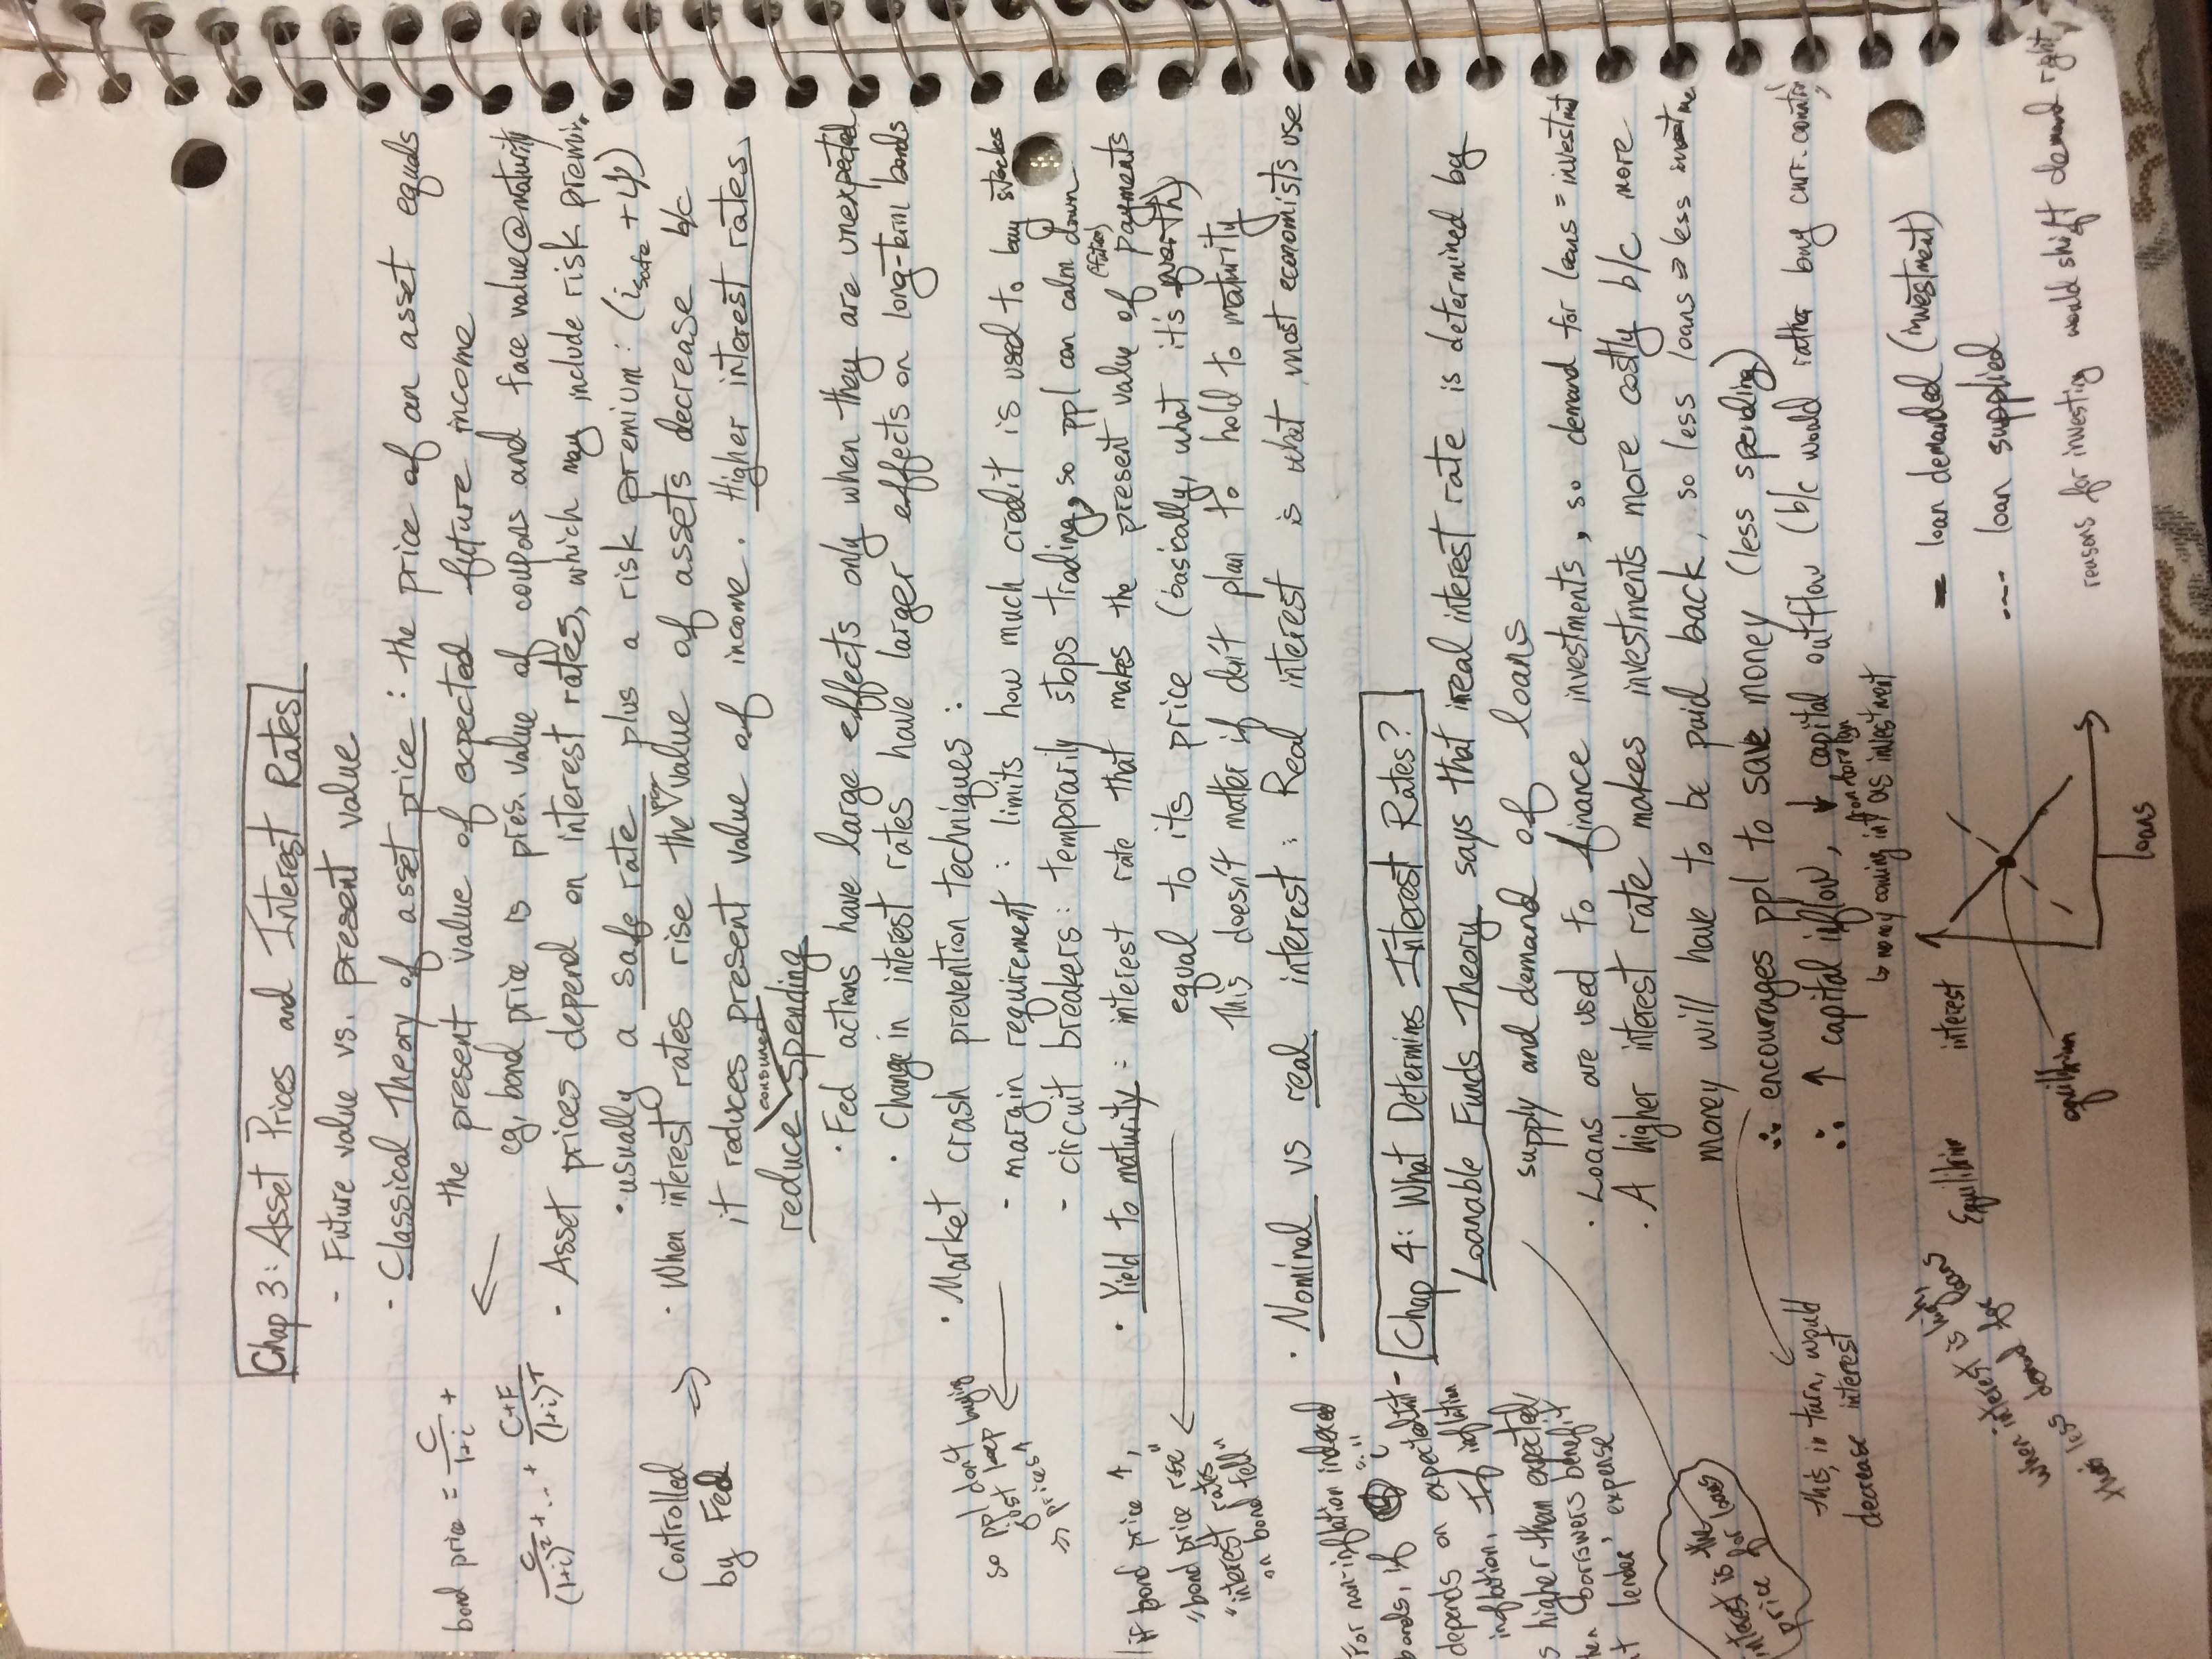 Chap 3: Asset Prices and Interest Rates
- Future value vs. present value
- Classical Theory of asset price : the price of an asset equals
the present value of expected future income
eg, bond price is pres. value of coupons and face value @ maturity
bond price = C/(1+i) +
C/(1+i)² + ... + (C+F)/(1+i)^T
- Asset prices depend on interest rates, which may include risk
• usually a safe rate plus a risk premium: (i safe + φ)
Controlled
by Fed ⇒
• When interest rates rise the value of assets decrease b/c
it reduces present value of income. Higher interest rates
reduce consumer spending
• Fed actions have large effects only when they are unexpected
• Change in interest rates have larger effects on long-term bonds
• Market crash prevention techniques :
- margin requirement : limits how much credit is used to buy stocks
so ppl don't
just keep buying
⇒ prices ↑
- circuit breakers: temporarily stops trading, so ppl can calm down
• Yield to maturity = interest rate that makes the present value of (future) payments
equal to its price (basically, what it's worth)
This doesn't matter if don't plan to hold to maturity
if bond price ↑,
"bond price rise"
"interest rates
on bond fell"
• Nominal vs real interest : Real interest is what most economists use
For non-inflation indexed
bonds, if "i"
depends on expected
inflation, If inflation
is higher than expected
then borrowers benefit
at lender' expense
Chap 4: What Determines Interest Rates?
Loanable Funds Theory says that real interest rate is determined by
supply and demand of loans
interest is the
price for loans
• Loans are used to finance investments, so demand for loans =
• A higher interest rate makes investments more costly b/c more
money will have to be paid back, so less loans ⇒ less
∴ encourages ppl to save money (less spending)
this, in turn, would
decrease interest
∴ ↑ capital inflow, ↓ capital outflow (b/c would rather buy curr.
↳ money coming in from foreign as investment
when interest is high,
less demand for loans
Equilibrium
interest
equilibrium
loans
— loan demanded (investment)
---- loan supplied
reasons for investing would shift demand right